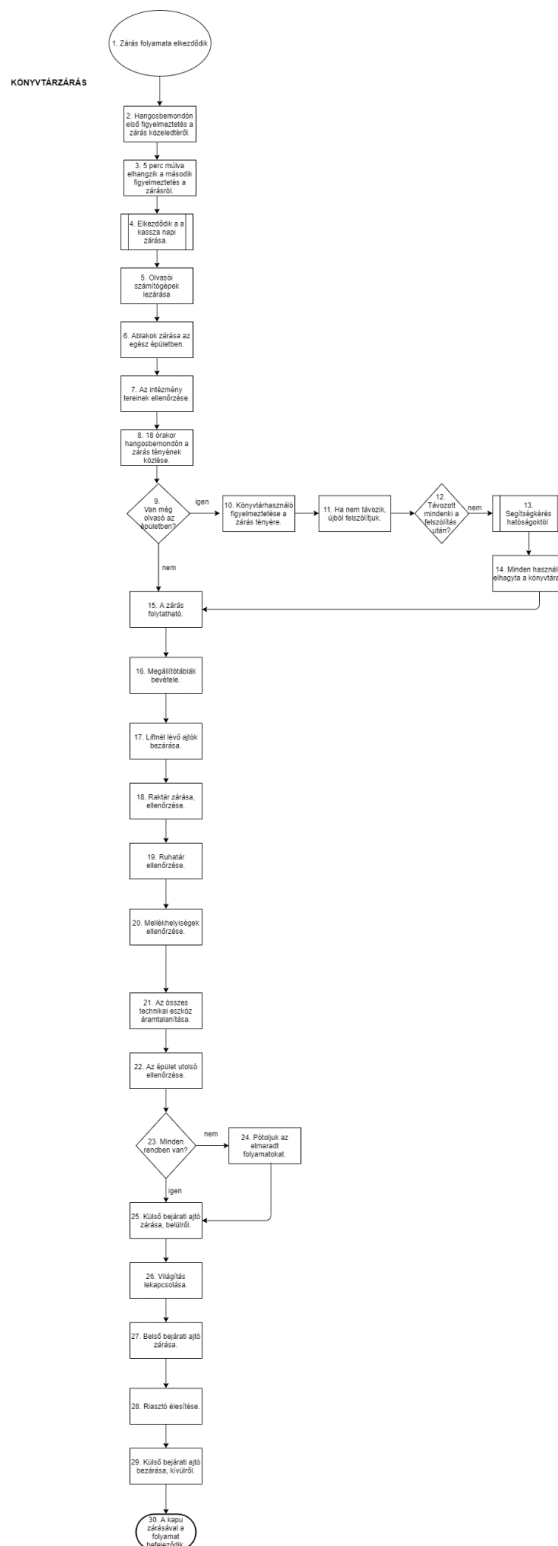 1. Zárás folyamata elkezdődik
KÖNYVTÁRZÁRÁS
2. Hangosbemondón
első figyelmeztetés a
zárás közeledtéről.
3. 5 perc múlva
elhangzik a második
figyelmeztetés a
zárásról.
4. Elkezdődik a a
kassza napi
zárása.
5. Olvasói
számítógépek
lezárása
6. Ablakok zárása az
egész épületben.
7. Az intézmény
tereinek ellenőrzése.
8. 18 órakor
hangosbemondón a
zárás tényének
közlése.
9.
Van még
olvasó az
épületben?
igen
10. Könyvtárhasználó
figyelmeztetése a
zárás tényére.
11. Ha nem távozik,
újból felszólítjuk.
12.
Távozott
mindenki a
felszólítás
után?
nem
13.
Segítségkérés
hatóságoktól
14. Minden használ
elhagyta a könyvtára
nem
15. A zárás
folytatható.
16. Megállítótáblák
bevétele.
17. Liftnél lévő ajtók
bezárása.
18. Raktár zárása,
ellenőrzése.
19. Ruhatár
ellenőrzése.
20. Mellékhelyiségek
ellenőrzése.
21. Az összes
technikai eszköz
áramtalanítása.
22. Az épület utolsó
ellenőrzése.
23. Minden
rendben van?
nem
24. Pótoljuk az
elmaradt
folyamatokat.
igen
25. Külső bejárati ajtó
zárása, belülről.
26. Világítás
lekapcsolása.
27. Belső bejárati ajtó
zárása.
28. Riasztó élesítése.
29. Külső bejárati ajtó
bezárása, kívülről.
30. A kapu
zárásával a
folyamat
befejeződik.